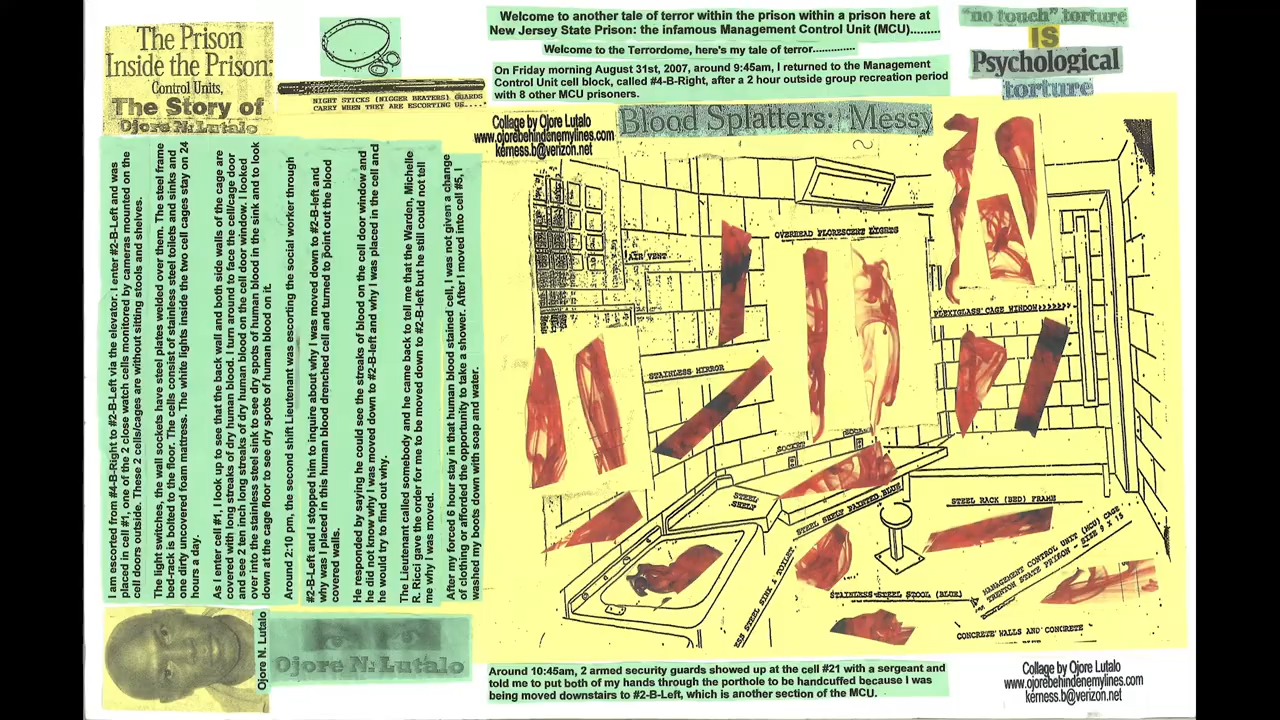 The Prison
Inside the Prison:
Control Units,
The Story of
Ojore N. Lutalo
NIGHT STICKS (NIGGER BEATERS) GUARDS
CARRY WHEN THEY ARE ESCORTING US....
Welcome to another tale of terror within the prison within a prison here at
New Jersey State Prison: the infamous Management Control Unit (MCU).........
Welcome to the Terrordome, here's my tale of terror.............
On Friday morning August 31st, 2007, around 9:45am, I returned to the Management
Control Unit cell block, called #4-B-Right, after a 2 hour outside group recreation period
with 8 other MCU prisoners.
"no touch" torture
IS
Psychological
torture
Collage by Ojore Lutalo
www.ojorebehindenemylines.com
kerness.b@verizon.net
Blood Splatters: Messy
OVERHEAD FLORESCENT LIGHTS
AIR VENT
PLEXIGLASS CAGE WINDOW>>>>>>
STAINLESS MIRROR
SOCKET
STEEL
SHELF
STEEL SHELF PAINTED BLUE
STEEL RACK (BED) FRAME
MANAGEMENT CONTROL UNIT (MCU) CAGE
TRENTON STATE PRISON - SIZE 9 X 15
STAINLESS STEEL STOOL (BLUE)
STEEL SINK & TOILET
CONCRETE WALLS AND CONCRETE
I am escorted from #4-B-Right to #2-B-Left via the elevator. I enter #2-B-Left and was
placed in cell #1, one of the 2 close watch cells monitored by cameras mounted on the
cell doors outside. These 2 cells/cages are without sitting stools and shelves.
The light switches, the wall sockets have steel plates welded over them. The steel frame
bed-rack is bolted to the floor. The cells consist of stainless steel toilets and sinks and
one dirty uncovered foam mattress. The white lights inside the two cell cages stay on 24
hours a day.
As I enter cell #1, I look up to see that the back wall and both side walls of the cage are
covered with long streaks of dry human blood. I turn around to face the cell/cage door
and see 2 ten inch long streaks of dry human blood on the cell door window. I looked
over into the stainless steel sink to see dry spots of human blood in the sink and to look
down at the cage floor to see dry spots of human blood on it.
Around 2:10 pm, the second shift Lieutenant was escorting the social worker through
#2-B-Left and I stopped him to inquire about why I was moved down to #2-B-left and
why was I placed in this human blood drenched cell and turned to point out the blood
covered walls.
He responded by saying he could see the streaks of blood on the cell door window and
he did not know why I was moved down to #2-B-left and why I was placed in the cell and
he would try to find out why.
The Lieutenant called somebody and he came back to tell me that the Warden, Michelle
R. Ricci gave the order for me to be moved down to #2-B-left but he still could not tell
me why I was moved.
After my forced 6 hour stay in that human blood stained cell, I was not given a change
of clothing or afforded the opportunity to take a shower. After I moved into cell #5, I
washed my boots down with soap and water.
Ojore N. Lutalo
Ojore N. Lutalo
Around 10:45am, 2 armed security guards showed up at the cell #21 with a sergeant and
told me to put both of my hands through the porthole to be handcuffed because I was
being moved downstairs to #2-B-Left, which is another section of the MCU.
Collage by Ojore Lutalo
www.ojorebehindenemylines.com
kerness.b@verizon.net